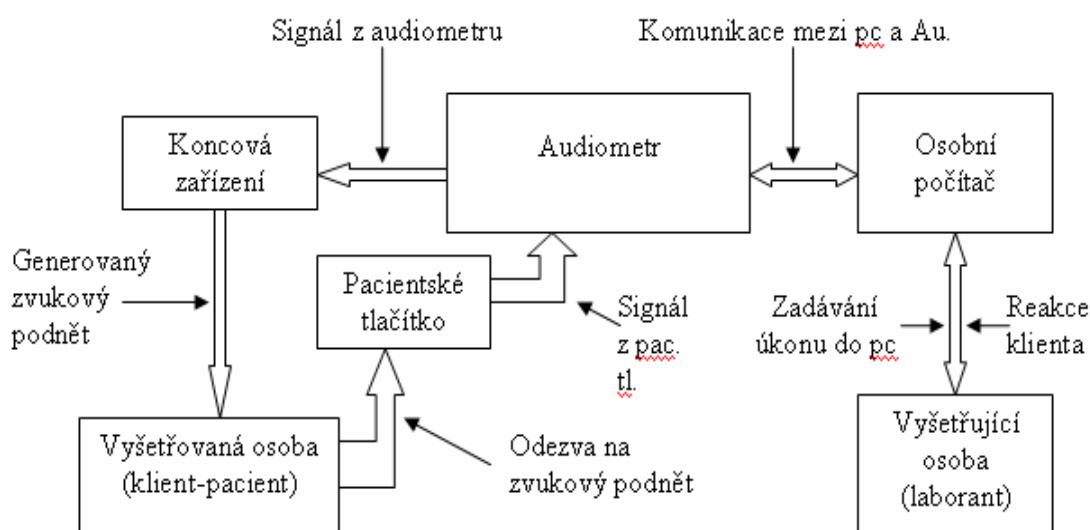 Signál z audiometru
Komunikace mezi pc a Au.
Koncová
zařízení
Audiometr
Osobní
počítač
Generovaný
zvukový
podnět
Pacientské
tlačítko
Signál
z pac.
tl.
Zadávání
úkonu do pc
Reakce
klienta
Vyšetřovaná osoba
(klient-pacient)
Odezva na
zvukový podnět
Vyšetřující
osoba
(laborant)